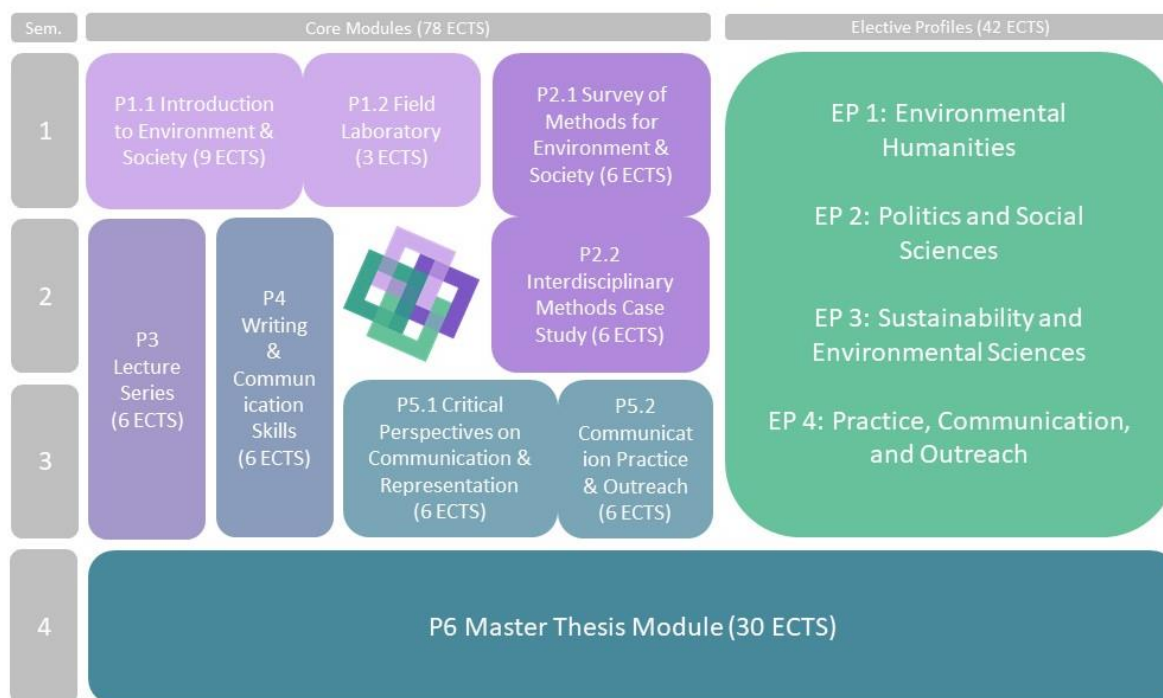 Sem.
Core Modules (78 ECTS)
Elective Profiles (42 ECTS)
1
P1.1 Introduction
to Environment &
Society (9 ECTS)
P1.2 Field
Laboratory
(3 ECTS)
P2.1 Survey of
Methods for
Environment &
Society (6 ECTS)
EP 1: Environmental
Humanities
EP 2: Politics and Social
Sciences
EP 3: Sustainability and
Environmental Sciences
EP 4: Practice, Communication,
and Outreach
2
P3
Lecture
Series
(6 ECTS)
P4
Writing
&
Commun
ication
Skills
(6 ECTS)
P2.2
Interdisciplinary
Methods Case
Study (6 ECTS)
3
P5.1 Critical
Perspectives on
Communication &
Representation
(6 ECTS)
P5.2
Communicat
ion Practice
& Outreach
(6 ECTS)
4
P6 Master Thesis Module (30 ECTS)